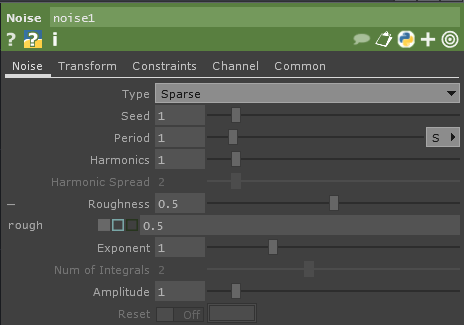 Noise noise1
? ? i
Noise Transform Constraints Channel Common
Type Sparse
Seed 1
Period 1 S
Harmonics 1
Harmonic Spread 2
Roughness 0.5
rough 0.5
Exponent 1
Num of Integrals 2
Amplitude 1
Reset Off